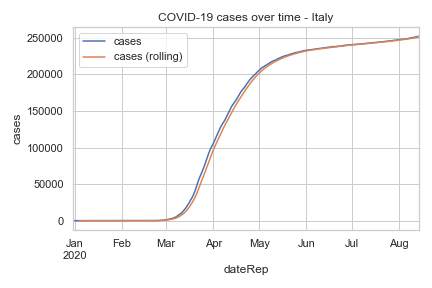 COVID-19 cases over time - Italy
cases
cases (rolling)
250000
200000
150000
100000
50000
0
cases
Jan Feb Mar Apr May Jun Jul Aug
2020
dateRep